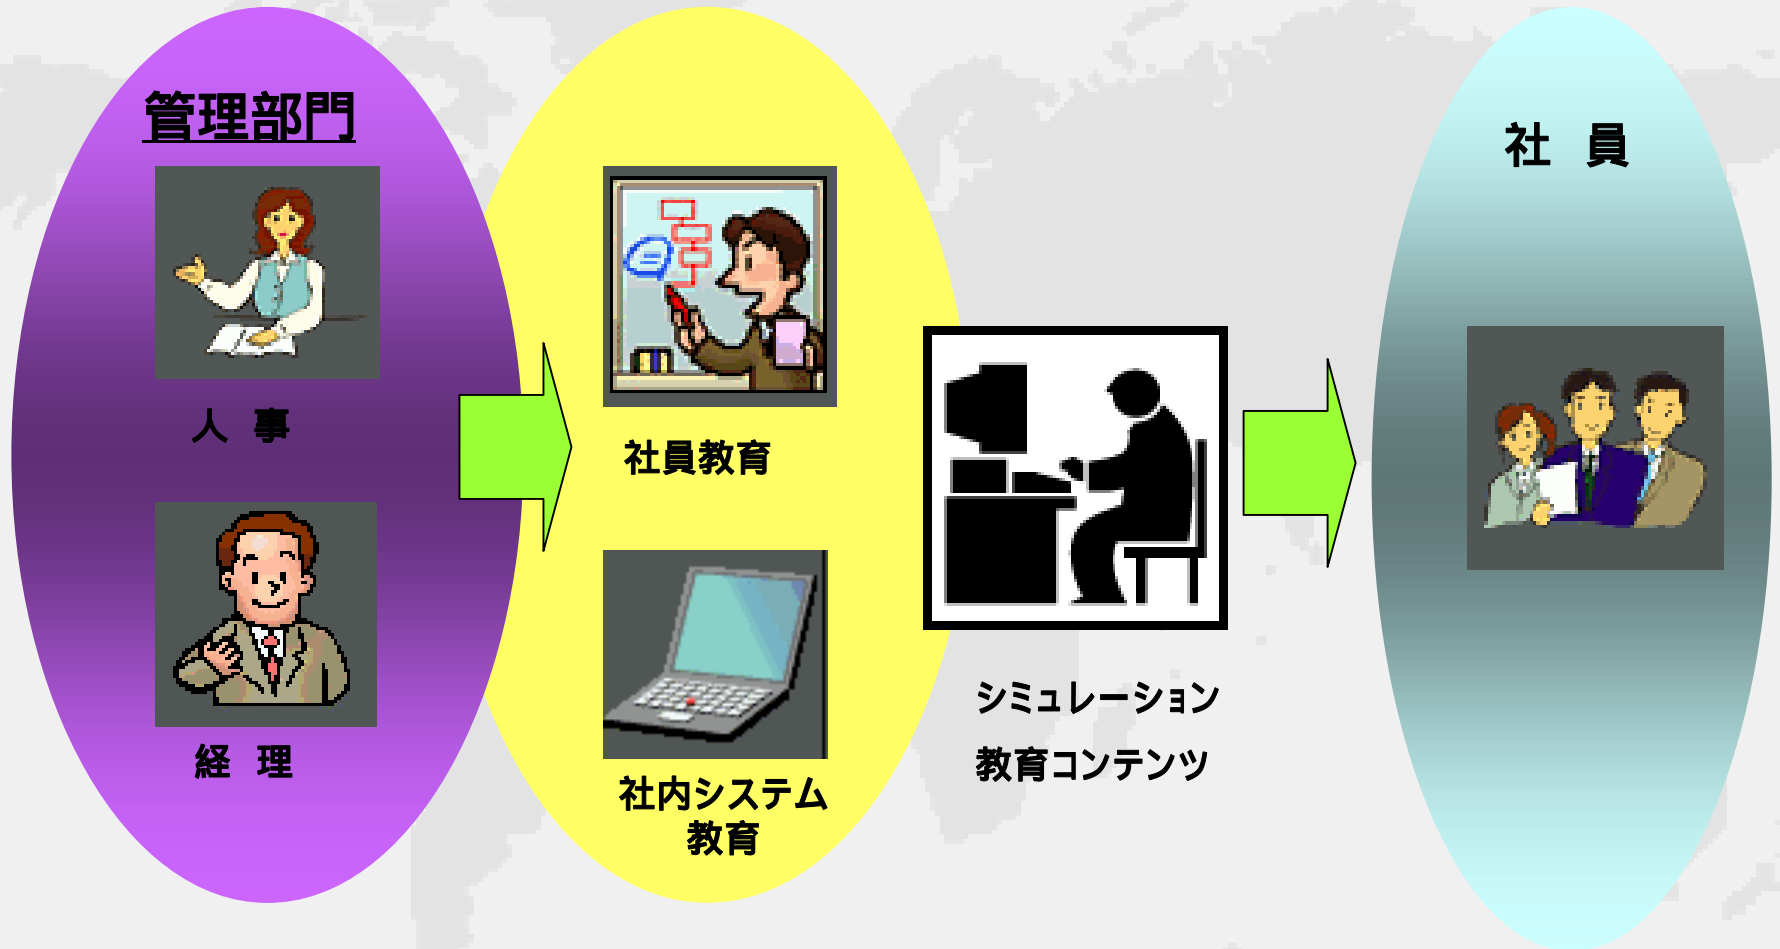 管理部門
人 事
経 理
社員教育
社内システム
教育
シミュレーション
教育コンテンツ
社 員